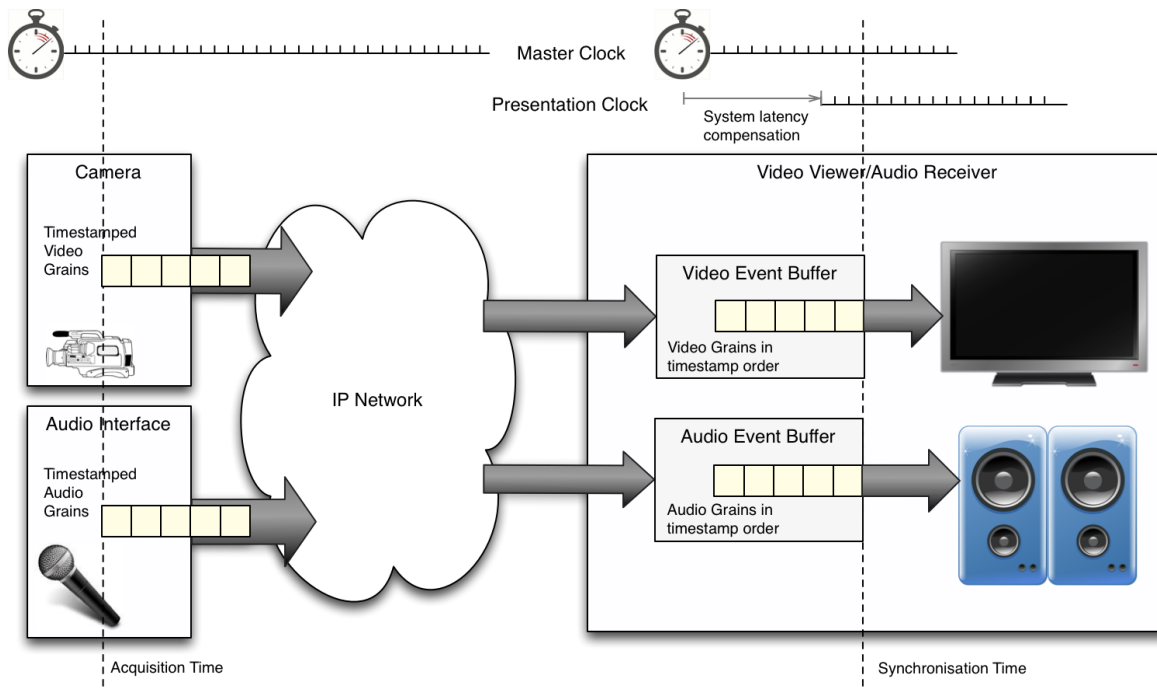 Master Clock
Presentation Clock
System latency
compensation
Camera
Timestamped
Video
Grains
Audio Interface
Timestamped
Audio
Grains
IP Network
Video Viewer/Audio Receiver
Video Event Buffer
Video Grains in
timestamp order
Audio Event Buffer
Audio Grains in
timestamp order
Acquisition Time
Synchronisation Time